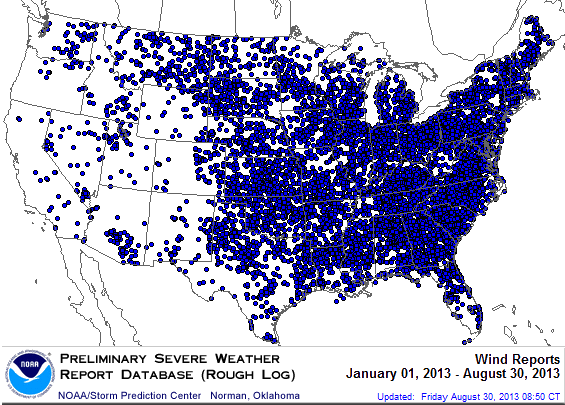 NOAA
PRELIMINARY SEVERE WEATHER
REPORT DATABASE (ROUGH LOG)
NOAA/Storm Prediction Center Norman, Oklahoma
Wind Reports
January 01, 2013 - August 30, 2013
Updated: Friday August 30, 2013 08:50 CT